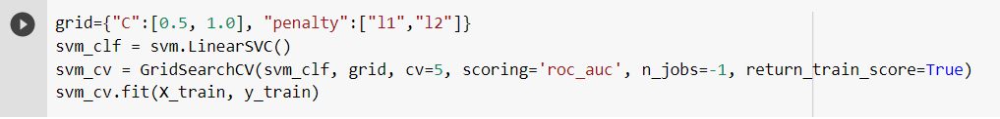 grid={"C":[0.5, 1.0], "penalty":["l1","l2"]}
svm_clf = svm.LinearSVC()
svm_cv = GridSearchCV(svm_clf, grid, cv=5, scoring='roc_auc', n_jobs=-1, return_train_score=True)
svm_cv.fit(X_train, y_train)